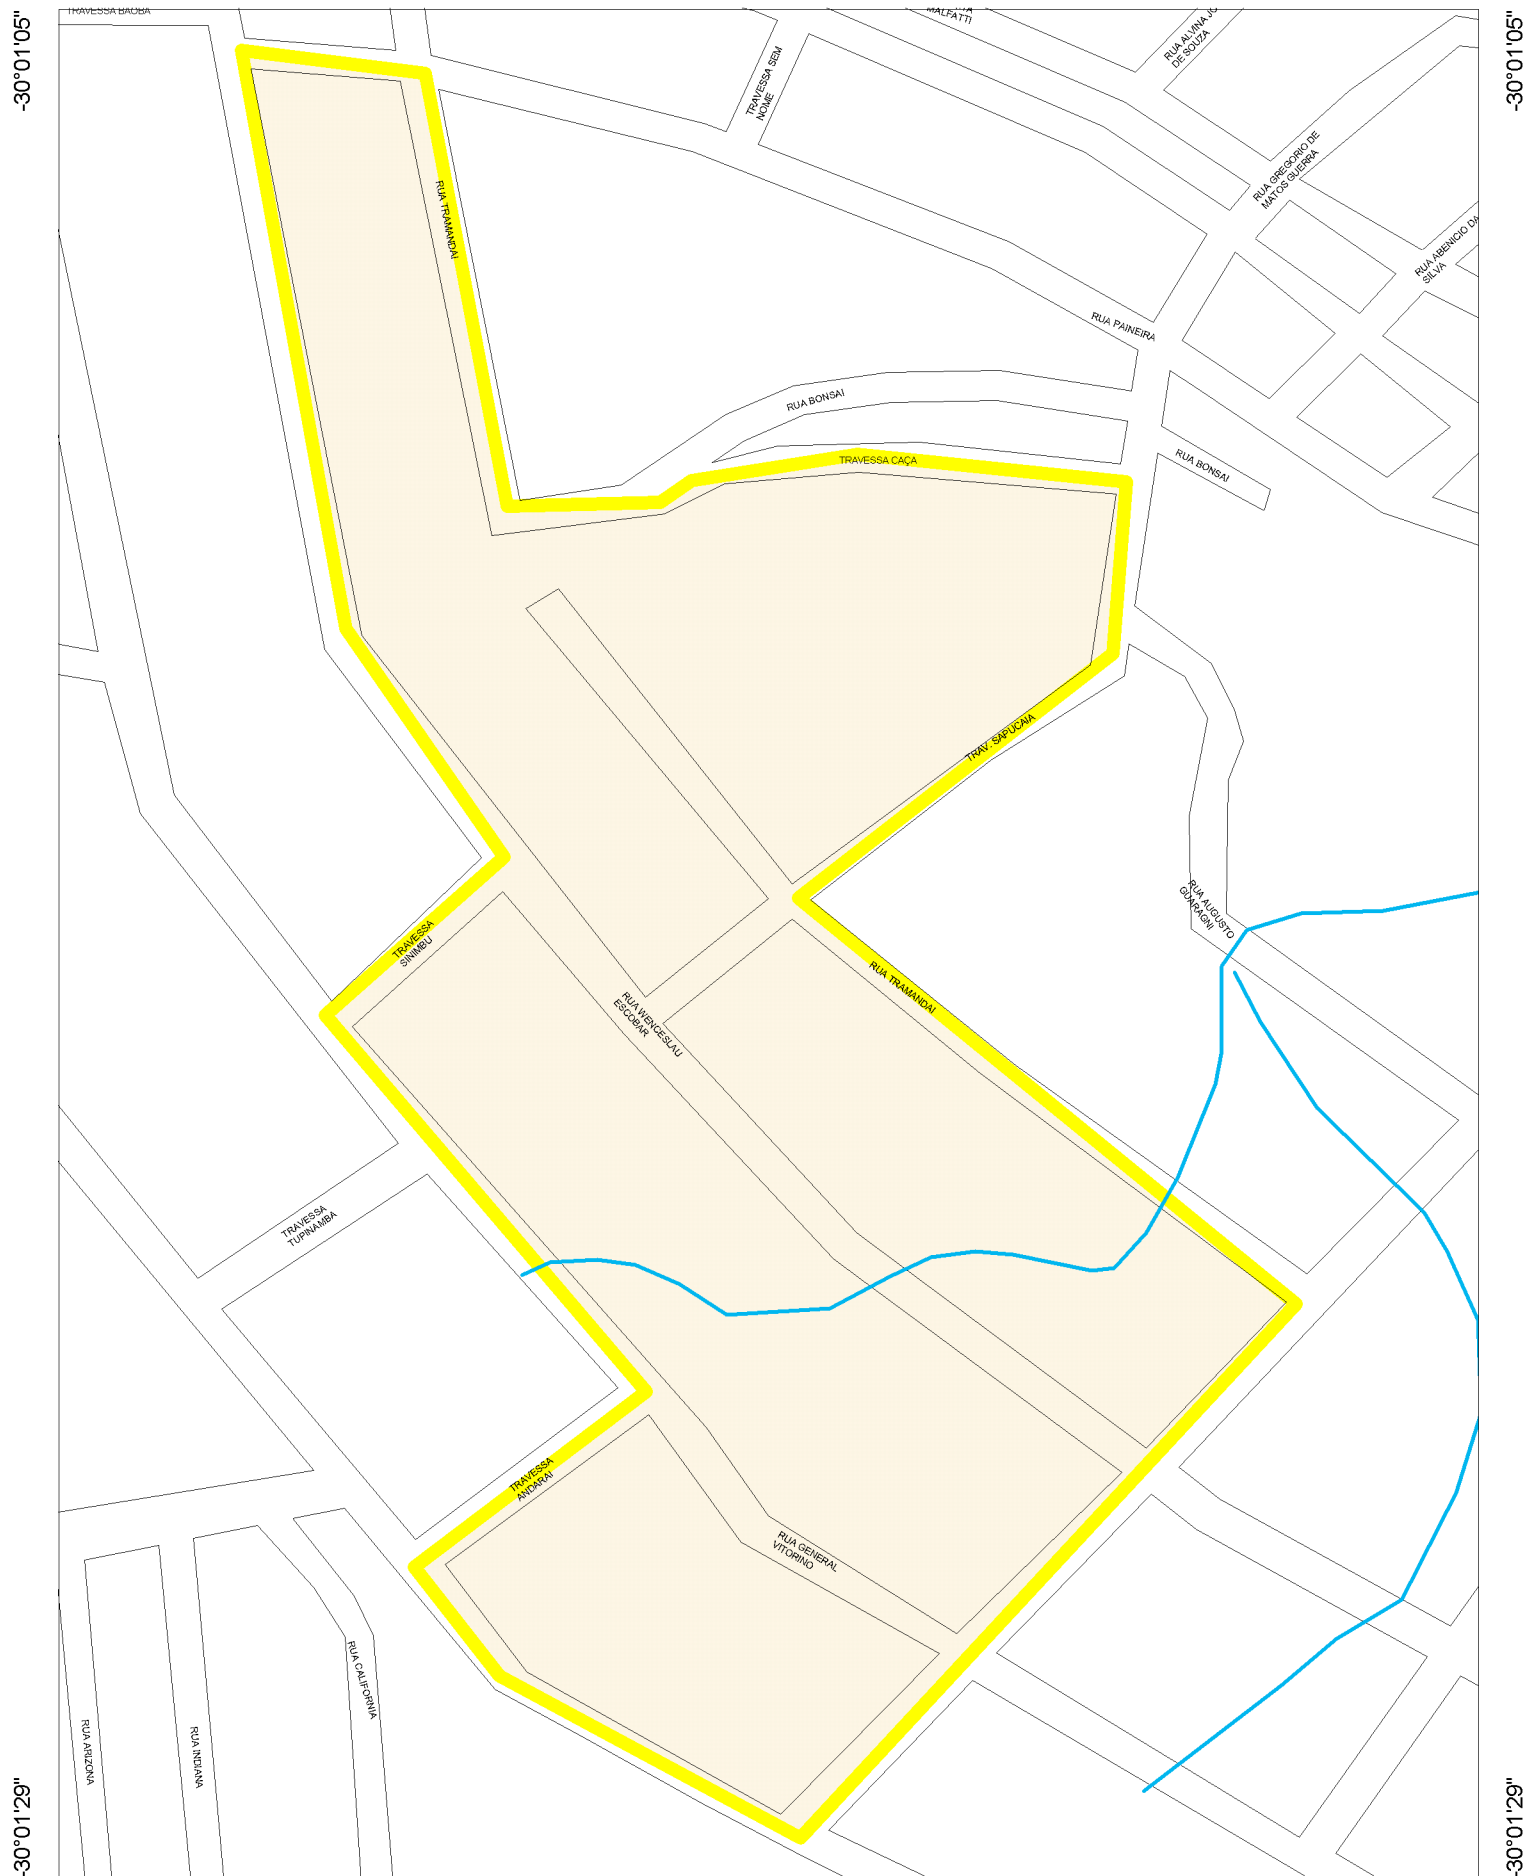 TRAVESSA BAOBA
MALFATTI
RUA ALVINA JO
DE SOUZA
-30°01'05"
-30°01'05"
TRAVESSA SEM
NOME
RUA GREGORIO DE
MATOS GUERRA
RUA TRAMANDAI
RUA ABENICIO DA
SILVA
RUA PAINEIRA
RUA BONSAI
TRAVESSA CAÇA
RUA BONSAI
TRAV. SAPUCAIA
RUA AUGUSTO
GUARAGNI
TRAVESSA
SINIMBU
RUA TRAMANDAI
RUA WENCESLAU
ESCOBAR
TRAVESSA
TUPINAMBA
TRAVESSA
ANDARAI
RUA GENERAL
VITORINO
RUA CALIFORNIA
RUA ARIZONA
RUA INDIANA
-30°01'29"
-30°01'29"